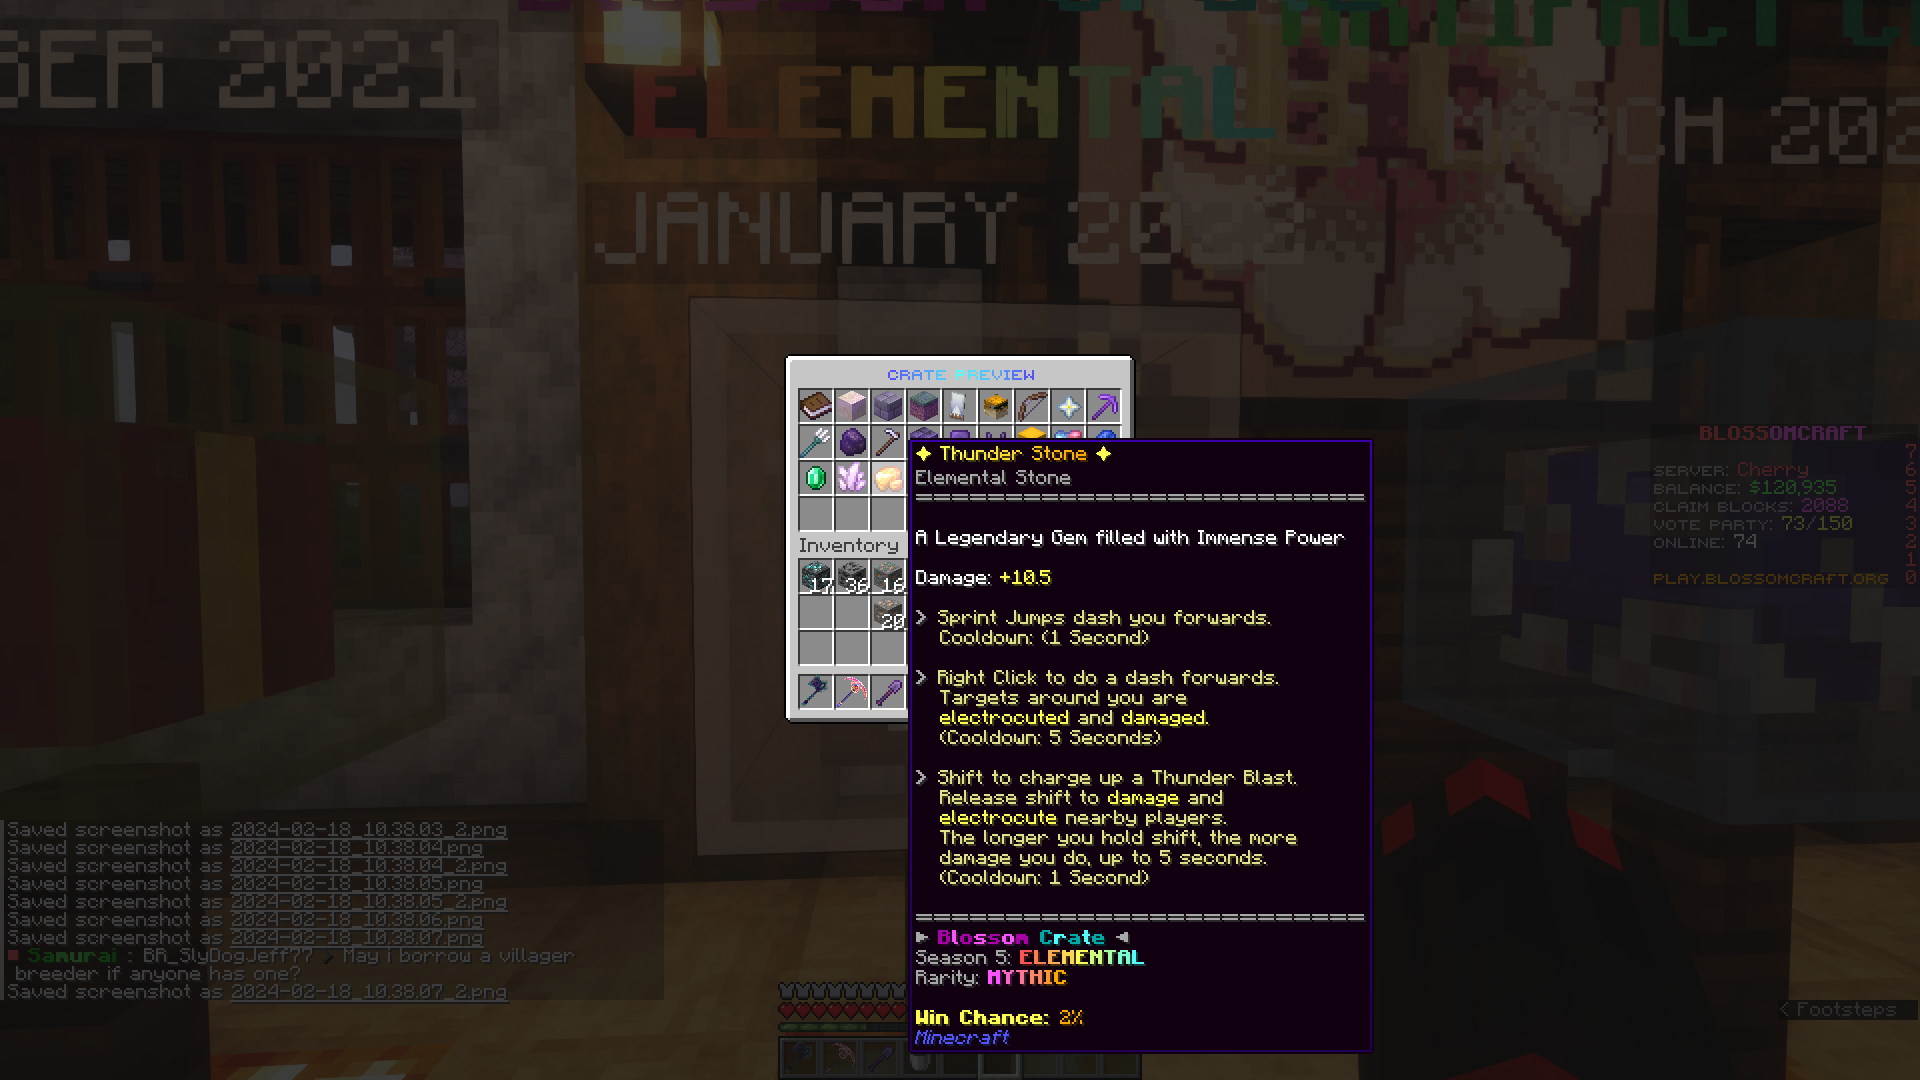 BER 2021
ELEMENTAL
JANUARY 20
CRATE PREVIEW
Inventory
17
36
16
20
✦ Thunder Stone ✦
Elemental Stone
============================
A Legendary Gem filled with Immense Power
Damage: +10.5
> Sprint Jumps dash you forwards.
Cooldown: (1 Second)
> Right Click to do a dash forwards.
Targets around you are
electrocuted and damaged.
(Cooldown: 5 Seconds)
> Shift to charge up a Thunder Blast.
Release shift to damage and
electrocute nearby players.
The longer you hold shift, the more
damage you do, up to 5 seconds.
(Cooldown: 1 Second)
============================
► Blossom Crate ◄
Season 5: ELEMENTAL
Rarity: MYTHIC
Win Chance: 2%
Minecraft
BLOSSOMCRAFT
7
SERVER: Cherry 6
BALANCE: $120,935 5
CLAIM BLOCKS: 2088 4
VOTE PARTY: 73/150 3
ONLINE: 74 2
1
PLAY.BLOSSOMCRAFT.ORG 0
Saved screenshot as 2024-02-18_10.38.03_2.png
Saved screenshot as 2024-02-18_10.38.04.png
Saved screenshot as 2024-02-18_10.38.04_2.png
Saved screenshot as 2024-02-18_10.38.05.png
Saved screenshot as 2024-02-18_10.38.05_2.png
Saved screenshot as 2024-02-18_10.38.06.png
Saved screenshot as 2024-02-18_10.38.07.png
Samurai : BR_SlyDogJeff77 > May i borrow a villager
breeder if anyone has one?
Saved screenshot as 2024-02-18_10.38.07_2.png
< Footsteps